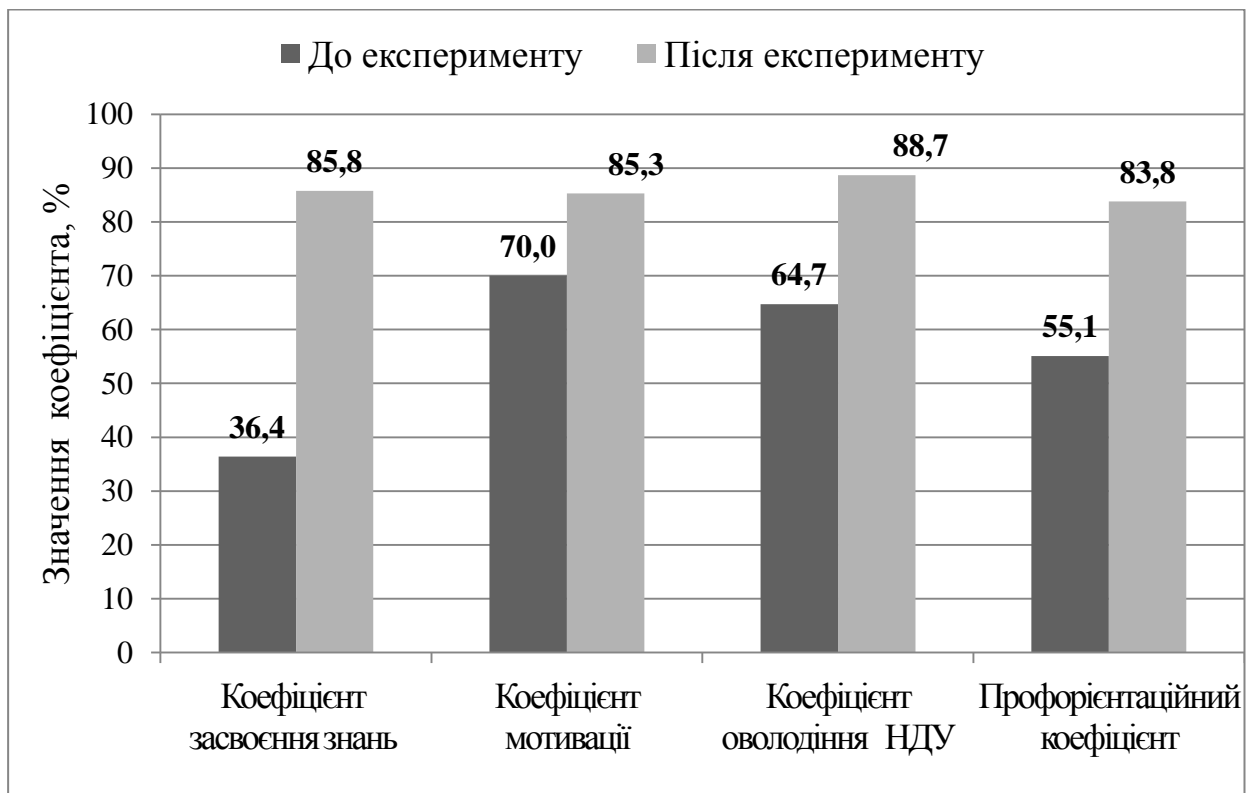 До експерименту
Після експерименту
Значення коефіцієнта, %
100
90
80
70
60
50
40
30
20
10
0
36,4
85,8
70,0
85,3
64,7
88,7
55,1
83,8
Коефіцієнт
засвоєння знань
Коефіцієнт
мотивації
Коефіцієнт
оволодіння НДУ
Профорієнтаційний
коефіцієнт